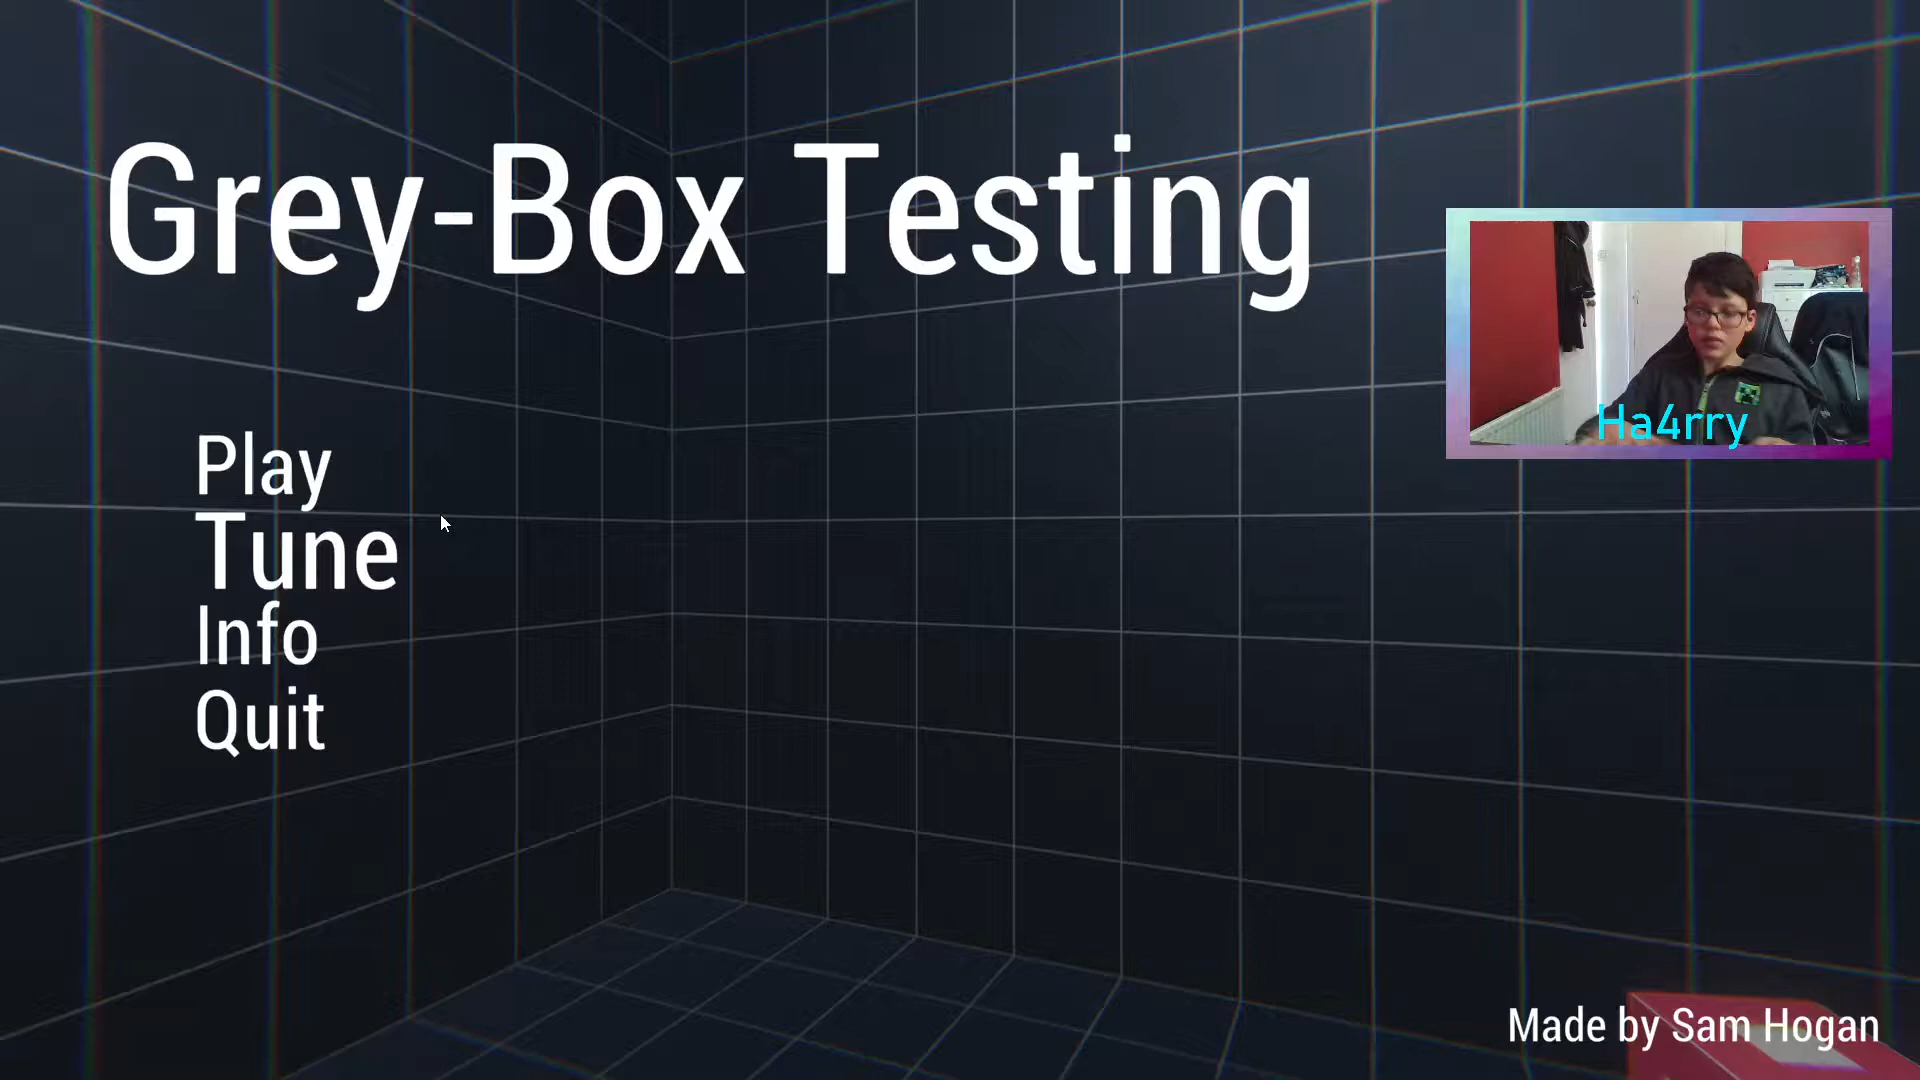 Grey-Box Testing
Ha4rry
Play
Tune
Info
Quit
Made by Sam Hogan